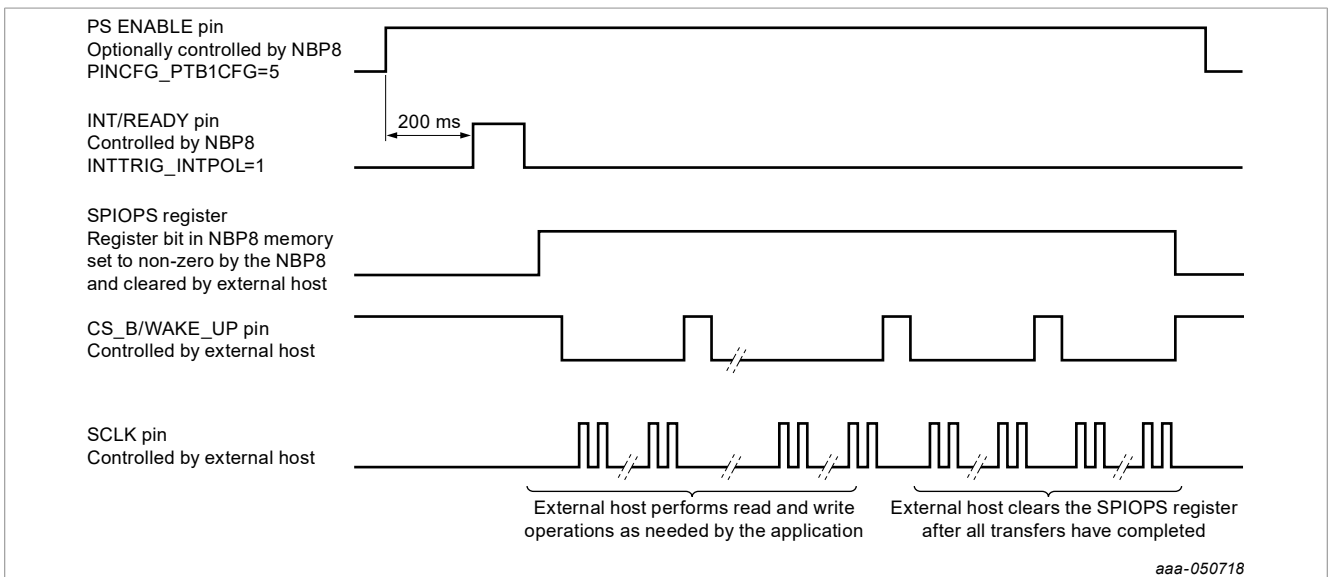 PS ENABLE pin
Optionally controlled by NBP8
PINCFG_PTB1CFG=5
INT/READY pin
Controlled by NBP8
INTTRIG_INTPOL=1
200 ms
SPIOPS register
Register bit in NBP8 memory
set to non-zero by the NBP8
and cleared by external host
CS_B/WAKE_UP pin
Controlled by external host
SCLK pin
Controlled by external host
External host performs read and write
operations as needed by the application
External host clears the SPIOPS register
after all transfers have completed
aaa-050718